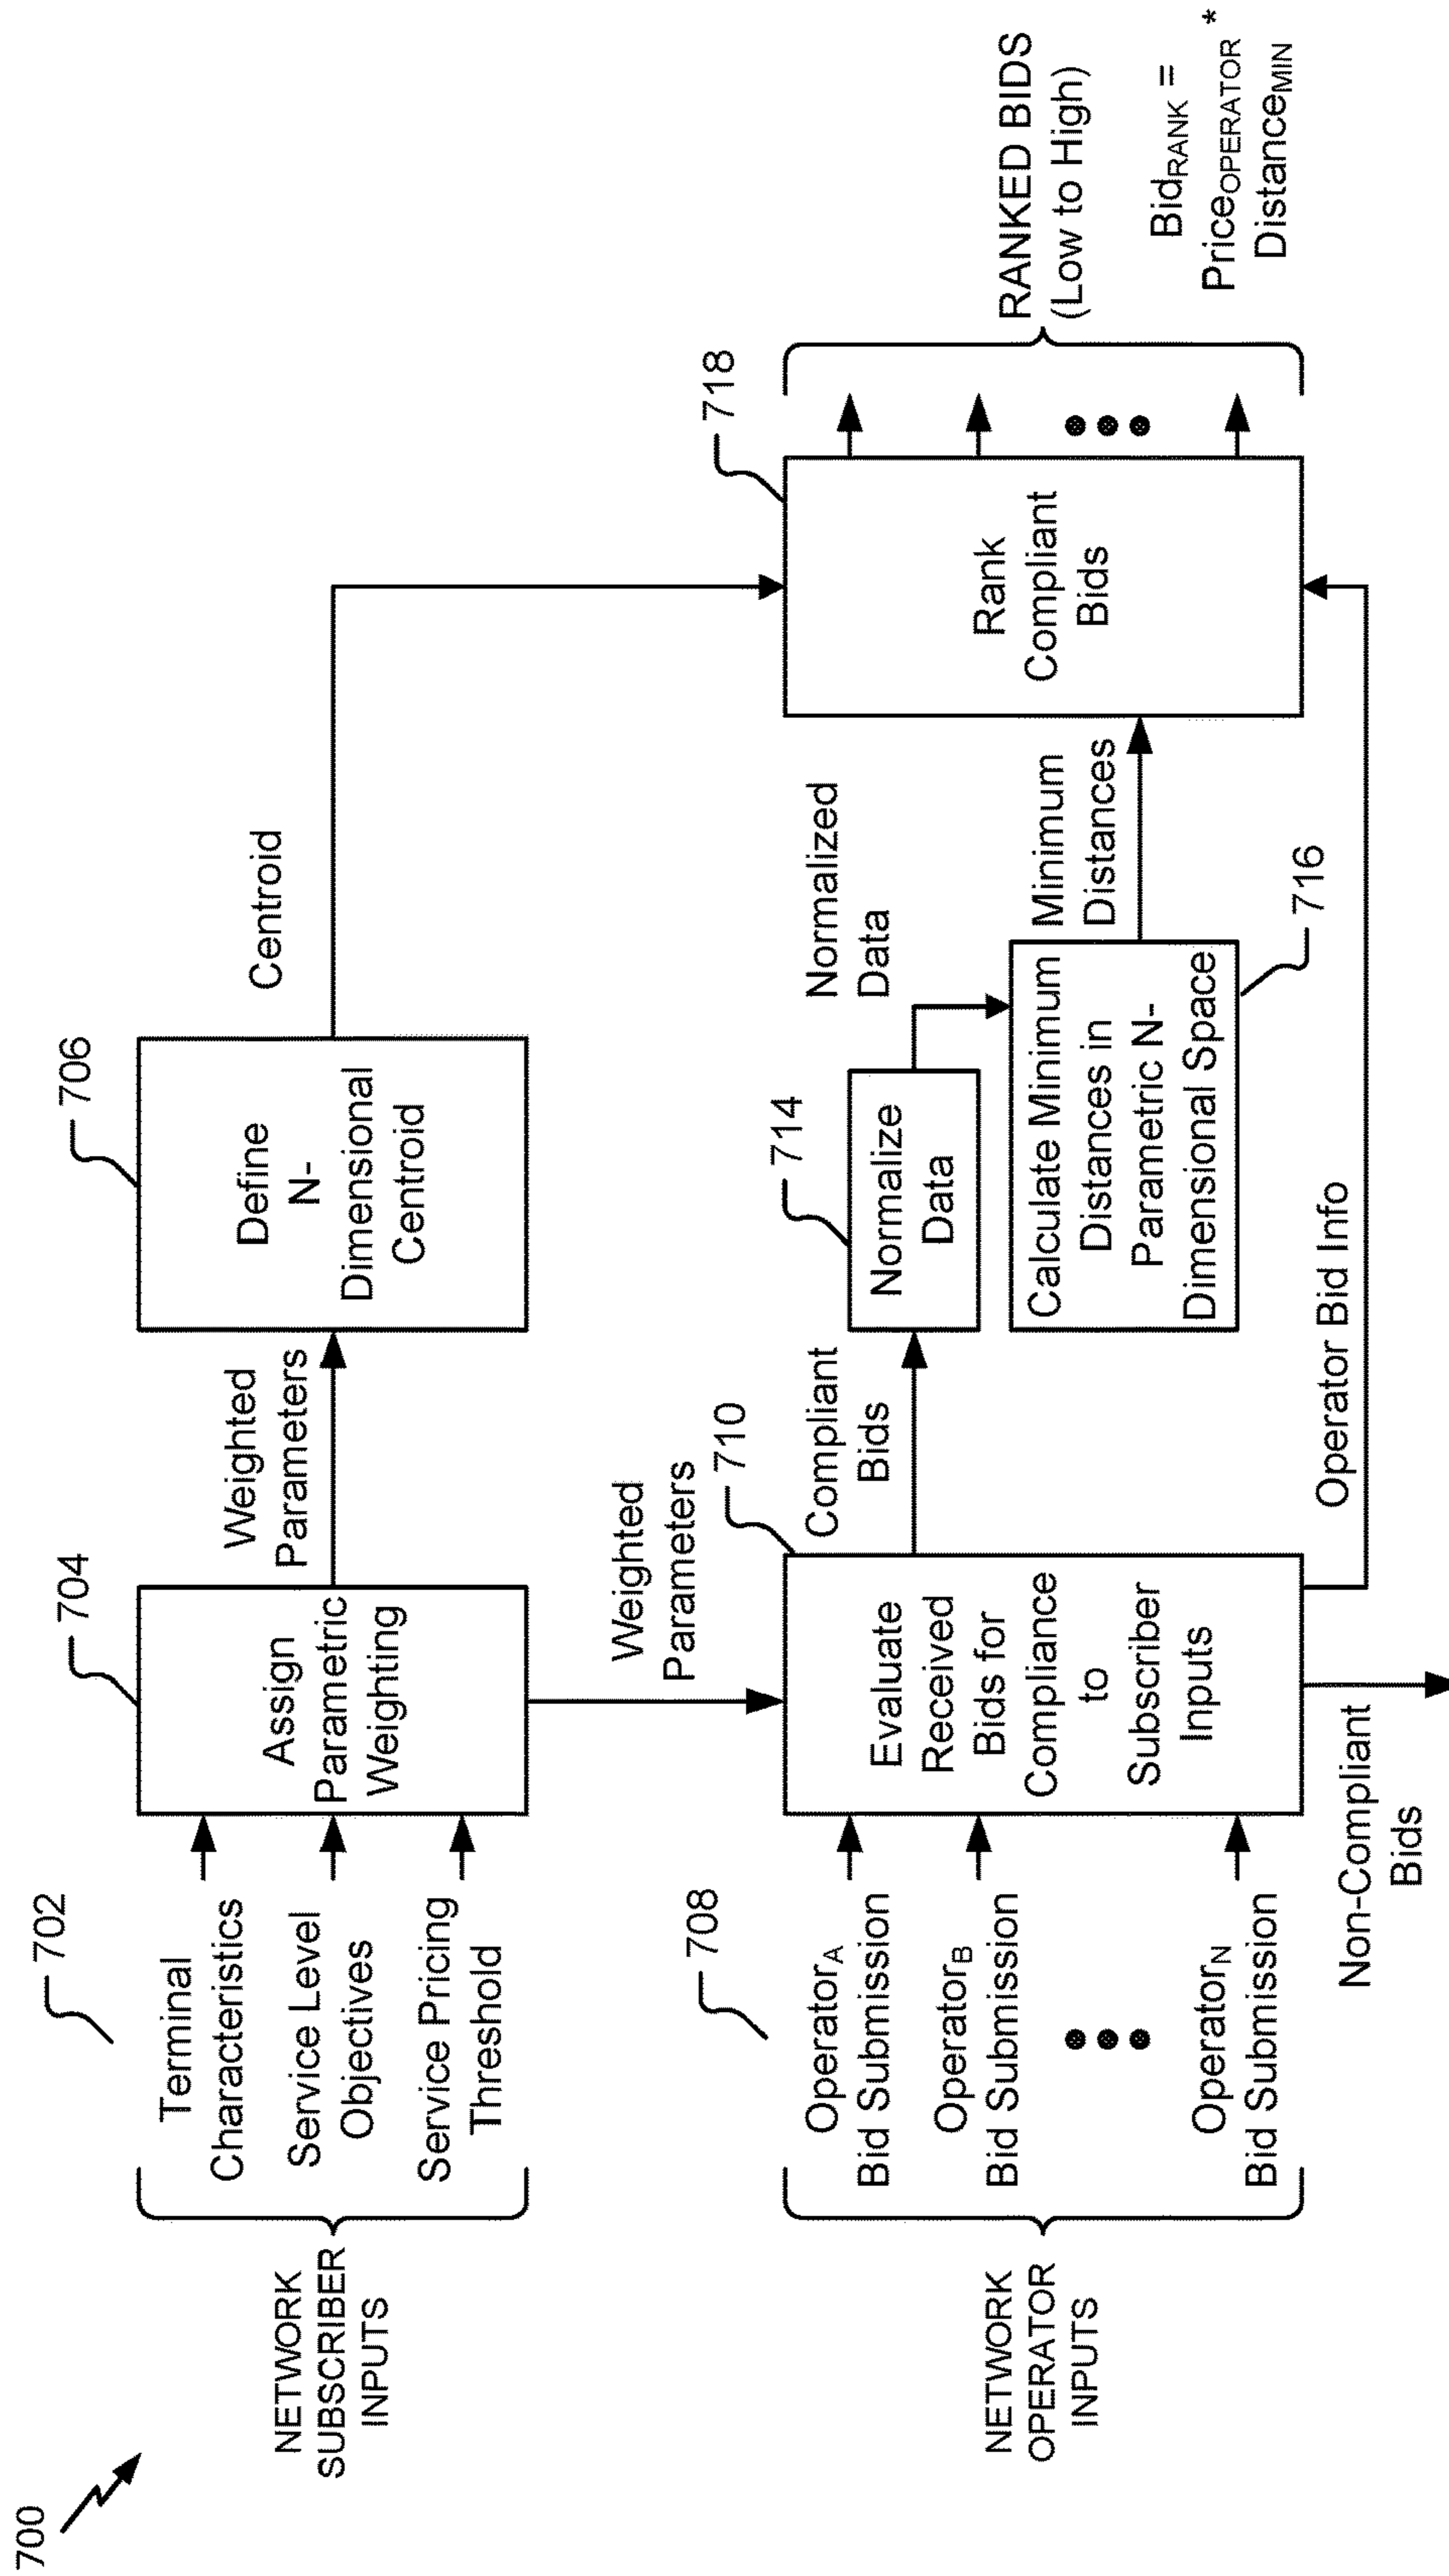 700
NETWORK
SUBSCRIBER
INPUTS
702
Terminal
Characteristics
Service Level
Objectives
Service Pricing
Threshold
704
Assign
Parametric
Weighting
Weighted
Parameters
706
Define
N-
Dimensional
Centroid
Centroid
Weighted
Parameters
NETWORK
OPERATOR
INPUTS
708
OperatorA
Bid Submission
OperatorB
Bid Submission
OperatorN
Bid Submission
710
Evaluate
Received
Bids for
Compliance
to
Subscriber
Inputs
Non-Compliant
Bids
Compliant
Bids
714
Normalize
Data
Normalized
Data
Calculate Minimum
Distances in
Parametric N-
Dimensional Space
716
Minimum
Distances
Operator Bid Info
718
Rank
Compliant
Bids
RANKED BIDS
(Low to High)
BidRANK =
PriceOPERATOR *
DistanceMIN